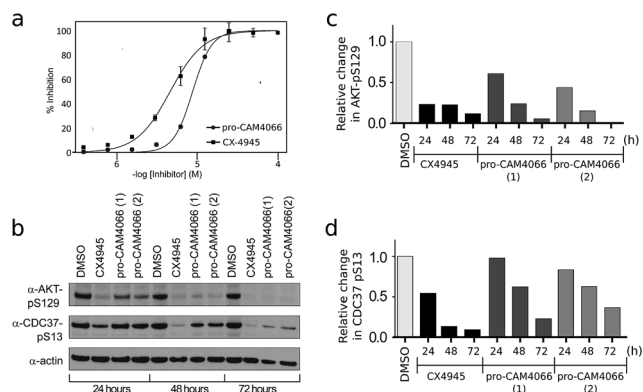 a
100
80
60
40
20
0
% Inhibition
pro-CAM4066
CX-4945
6 5 4
-log [Inhibitor] (M)
b
DMSO CX4945 pro-CAM4066 (1) pro-CAM4066 (2) DMSO CX4945 pro-CAM4066 (1) pro-CAM4066 (2) DMSO CX4945 pro-CAM4066(1) pro-CAM4066(2)
α-AKT-
pS129
α-CDC37-
pS13
α-actin
24 hours 48 hours 72 hours
c
Relative change
in AKT-pS129
1.0
0.5
0.0
DMSO 24 48 72 24 48 72 24 48 72 (h)
CX4945 pro-CAM4066 pro-CAM4066
(1) (2)
d
Relative change
in CDC37 pS13
1.0
0.5
0.0
DMSO 24 48 72 24 48 72 24 48 72 (h)
CX4945 pro-CAM4066 pro-CAM4066
(1) (2)